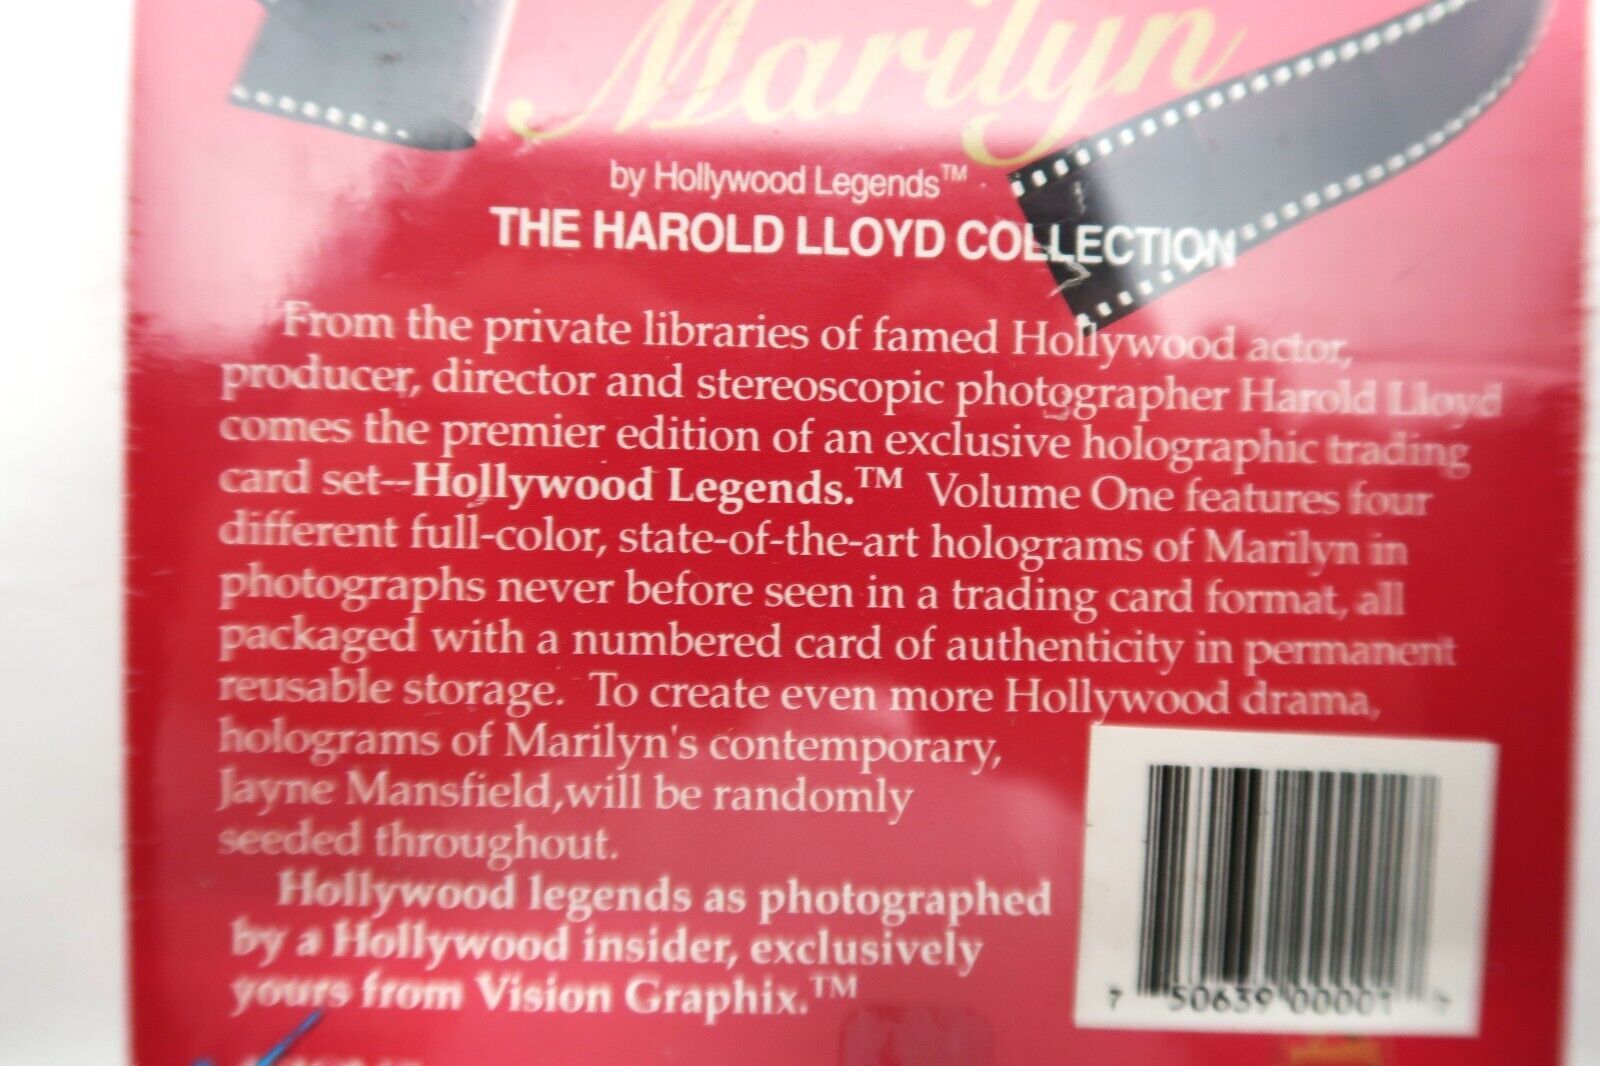 Marilyn
by Hollywood Legends™
THE HAROLD LLOYD COLLECTION
From the private libraries of famed Hollywood actor,
producer, director and stereoscopic photographer Harold Lloyd
comes the premier edition of an exclusive holographic trading
card set--Hollywood Legends.™ Volume One features four
different full-color, state-of-the-art holograms of Marilyn in
photographs never before seen in a trading card format, all
packaged with a numbered card of authenticity in permanent
reusable storage. To create even more Hollywood drama,
holograms of Marilyn's contemporary,
Jayne Mansfield,will be randomly
seeded throughout.
Hollywood legends as photographed
by a Hollywood insider, exclusively
yours from Vision Graphix.™
7 50639 00001 7